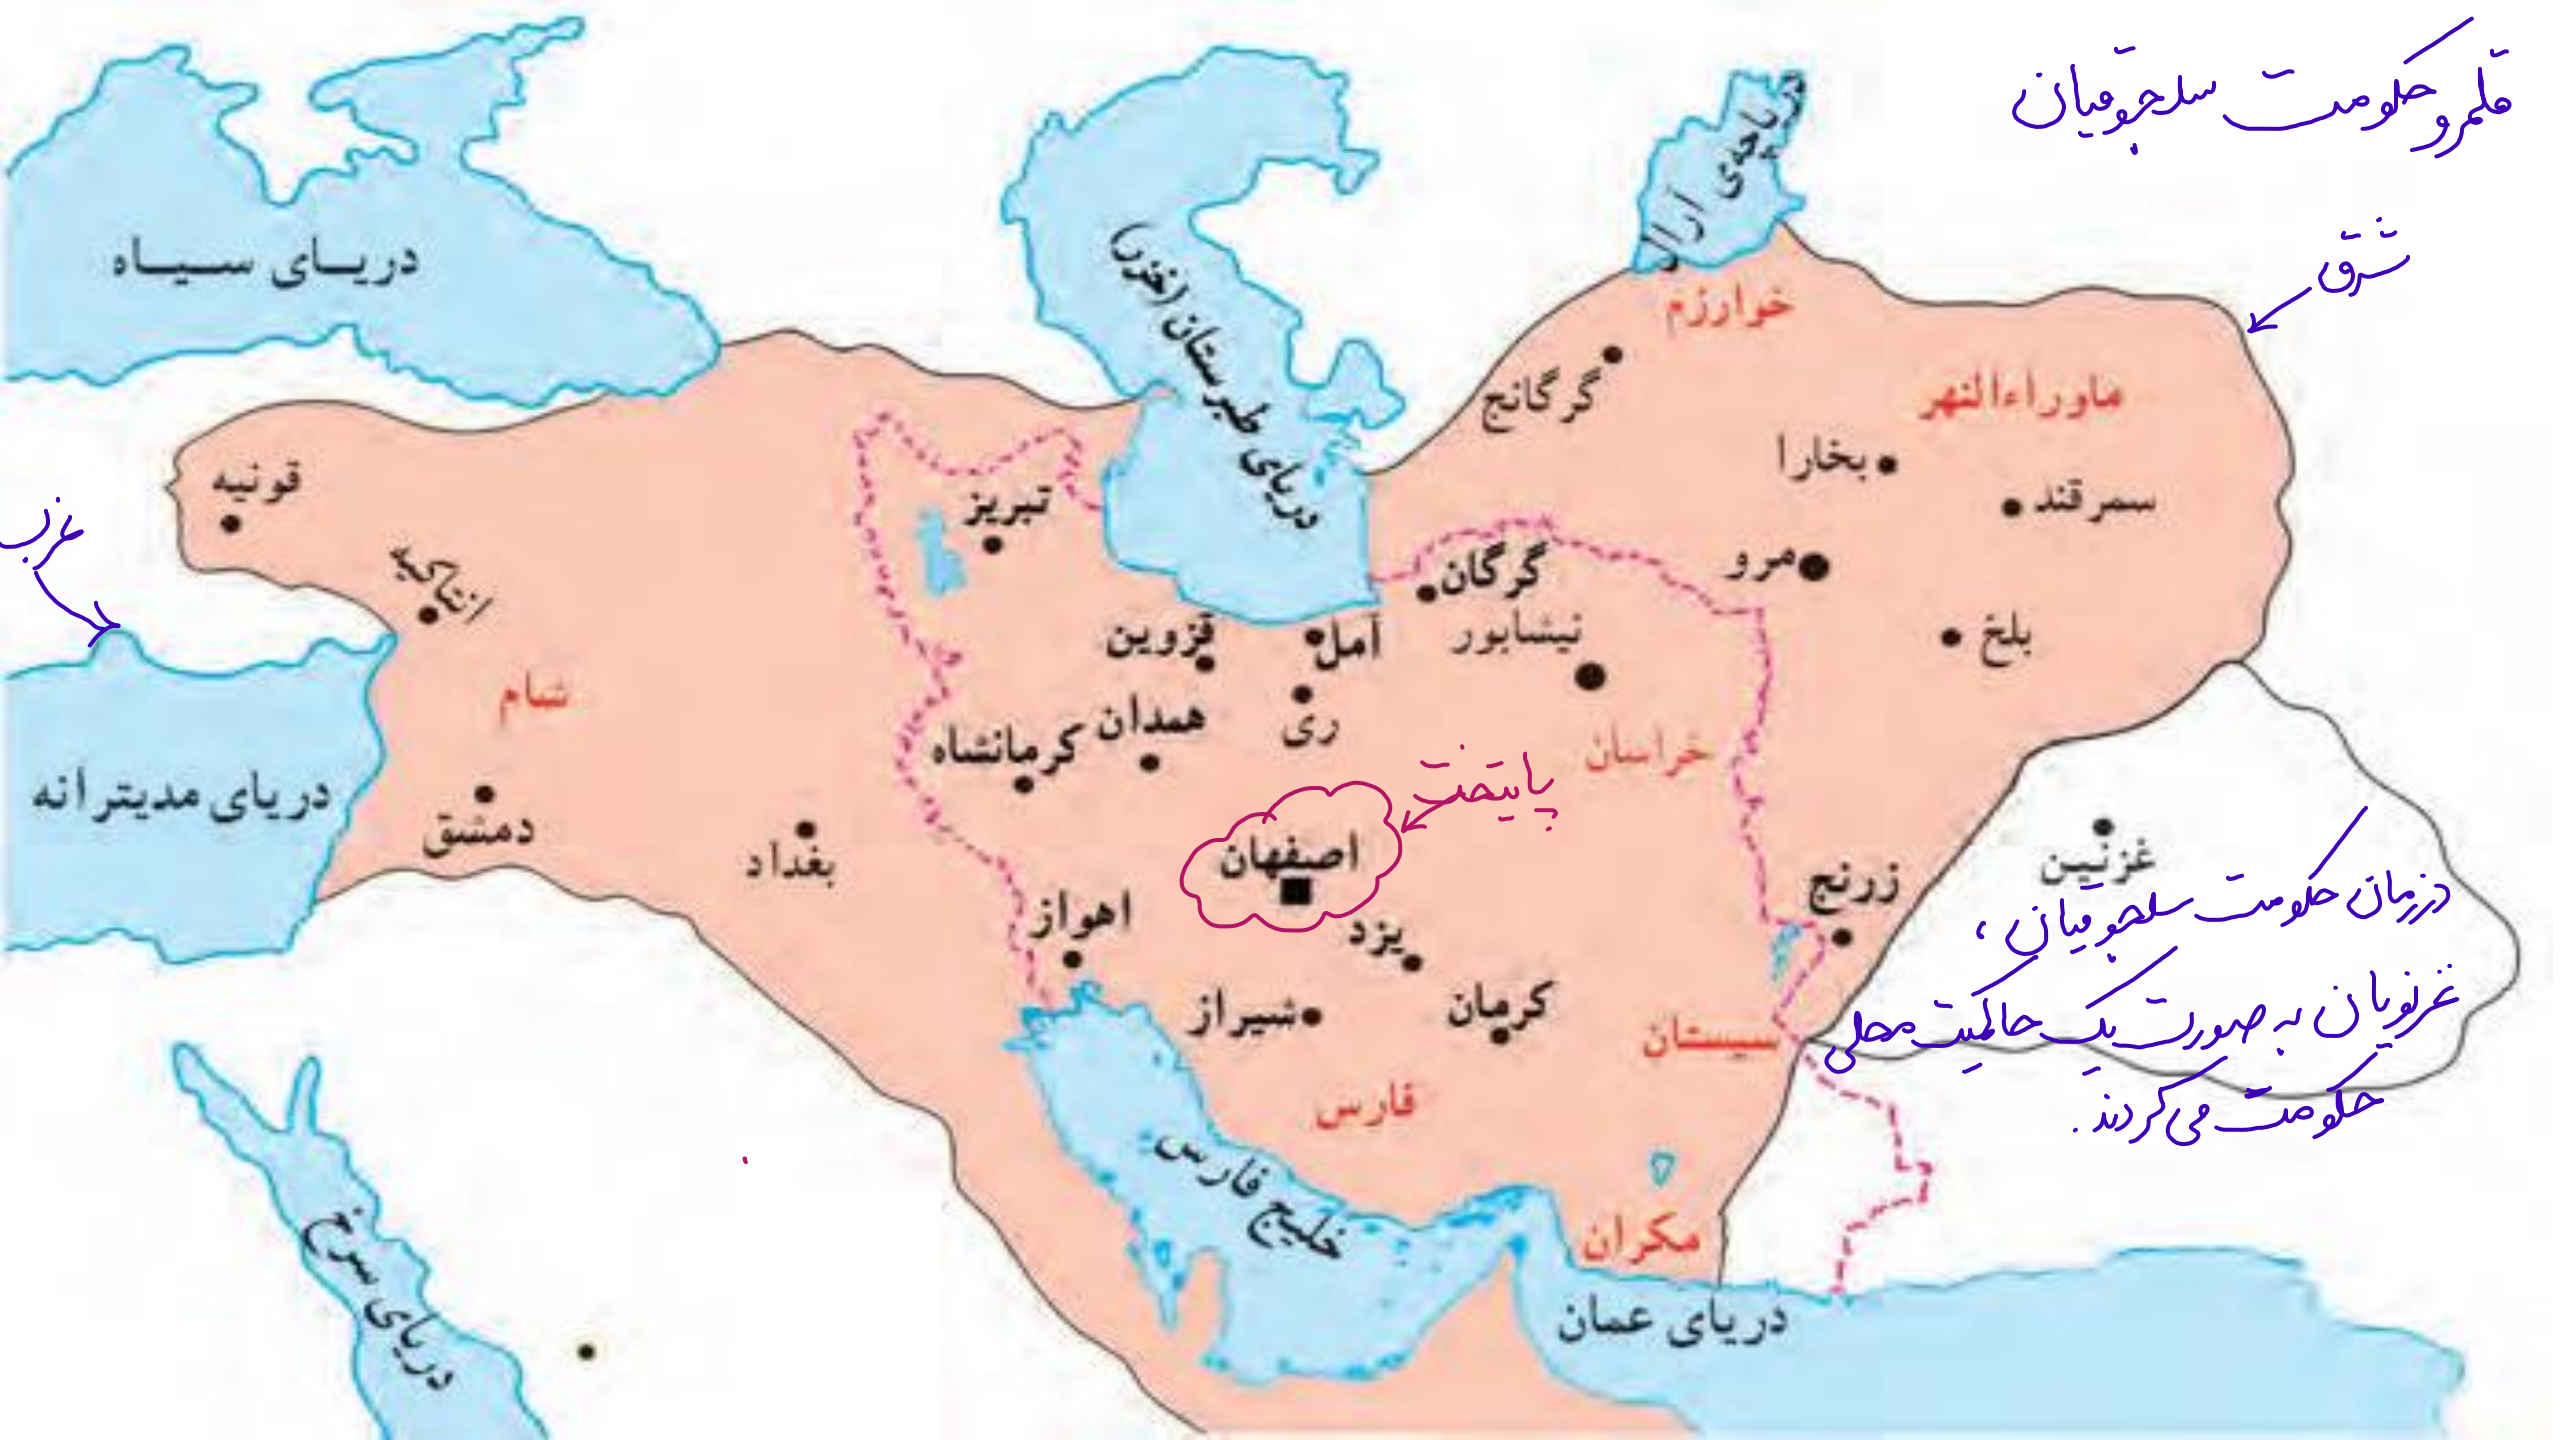 قلمرو حکومت سلجوقیان
شرق
دریاچه‌ی آرال
دریای سیاه
دریای طبرستان (خزر)
خوارزم
گرگانج
ماوراءالنهر
بخارا
سمرقند
قونیه
غرب
تبریز
انتاکیه
مرو
گرگان
نیشابور
آمل
قزوین
بلخ
شام
ری
همدان
کرمانشاه
خراسان
پایتخت
دریای مدیترانه
دمشق
بغداد
اصفهان
زرنج
غزنین
اهواز
یزد
در زمان حکومت سلجوقیان،
غزنویان به صورت یک حاکمیت محلی
حکومت می‌کردند.
شیراز
کرمان
سیستان
فارس
خلیج فارس
مکران
دریای سرخ
دریای عمان